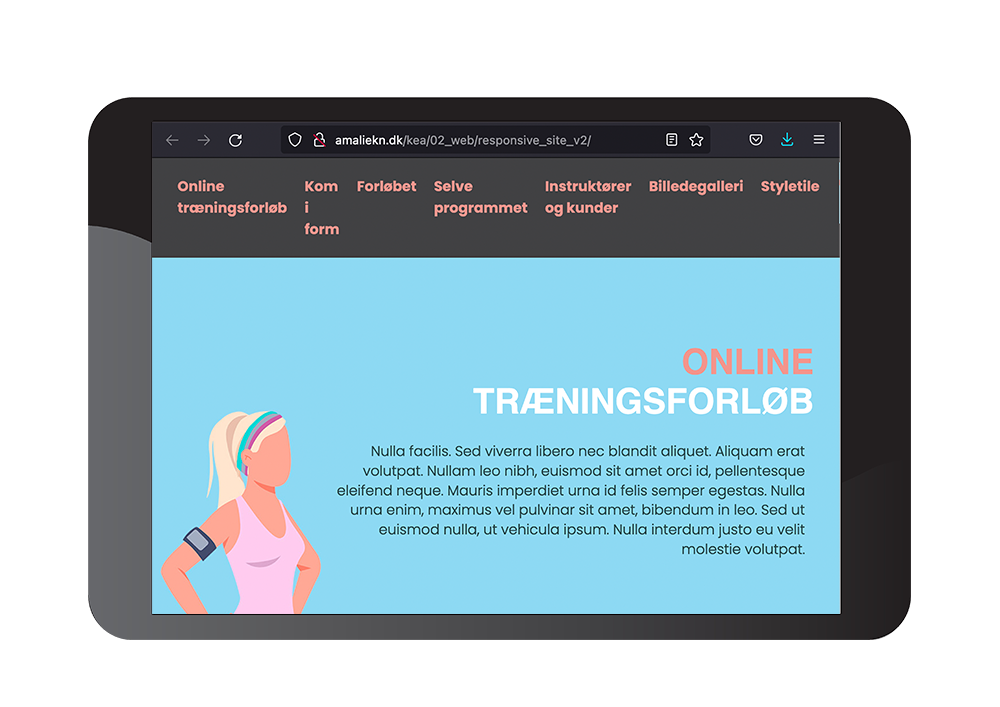 amaliekn.dk/kea/02_web/responsive_site_v2/
Online træningsforløb
Kom i form
Forløbet
Selve programmet
Instruktører og kunder
Billedegalleri
Styletile
ONLINE
TRÆNINGSFORLØB
Nulla facilis. Sed viverra libero nec blandit aliquet. Aliquam erat
volutpat. Nullam leo nibh, euismod sit amet orci id, pellentesque
eleifend neque. Mauris imperdiet urna id felis semper egestas. Nulla
urna enim, maximus vel pulvinar sit amet, bibendum in leo. Sed ut
euismod nulla, ut vehicula ipsum. Nulla interdum justo eu velit
molestie volutpat.